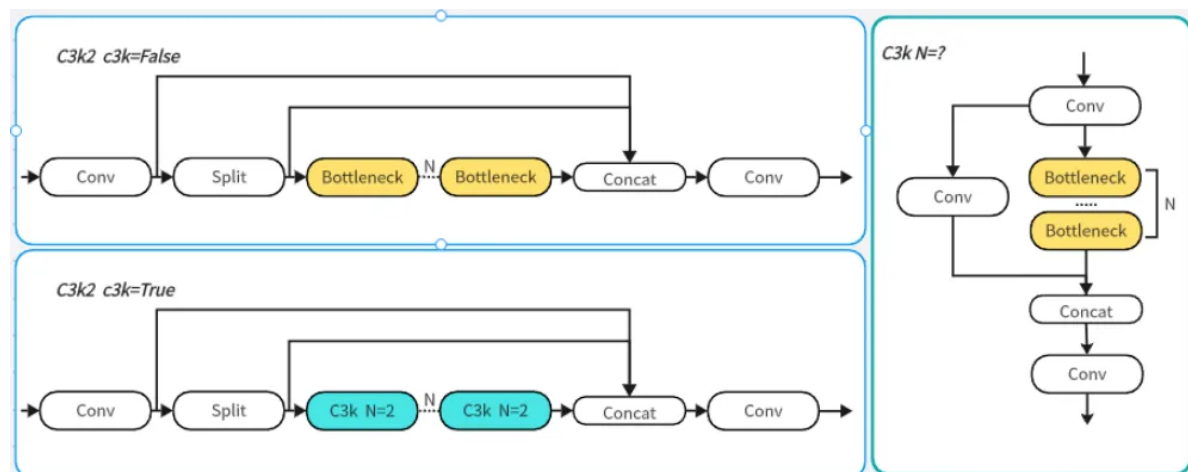 C3k2 c3k=False
Conv
Split
Bottleneck
N
Bottleneck
Concat
Conv
C3k2 c3k=True
Conv
Split
C3k N=2
N
C3k N=2
Concat
Conv
C3k N=?
Conv
Conv
Bottleneck
.....
Bottleneck
N
Concat
Conv